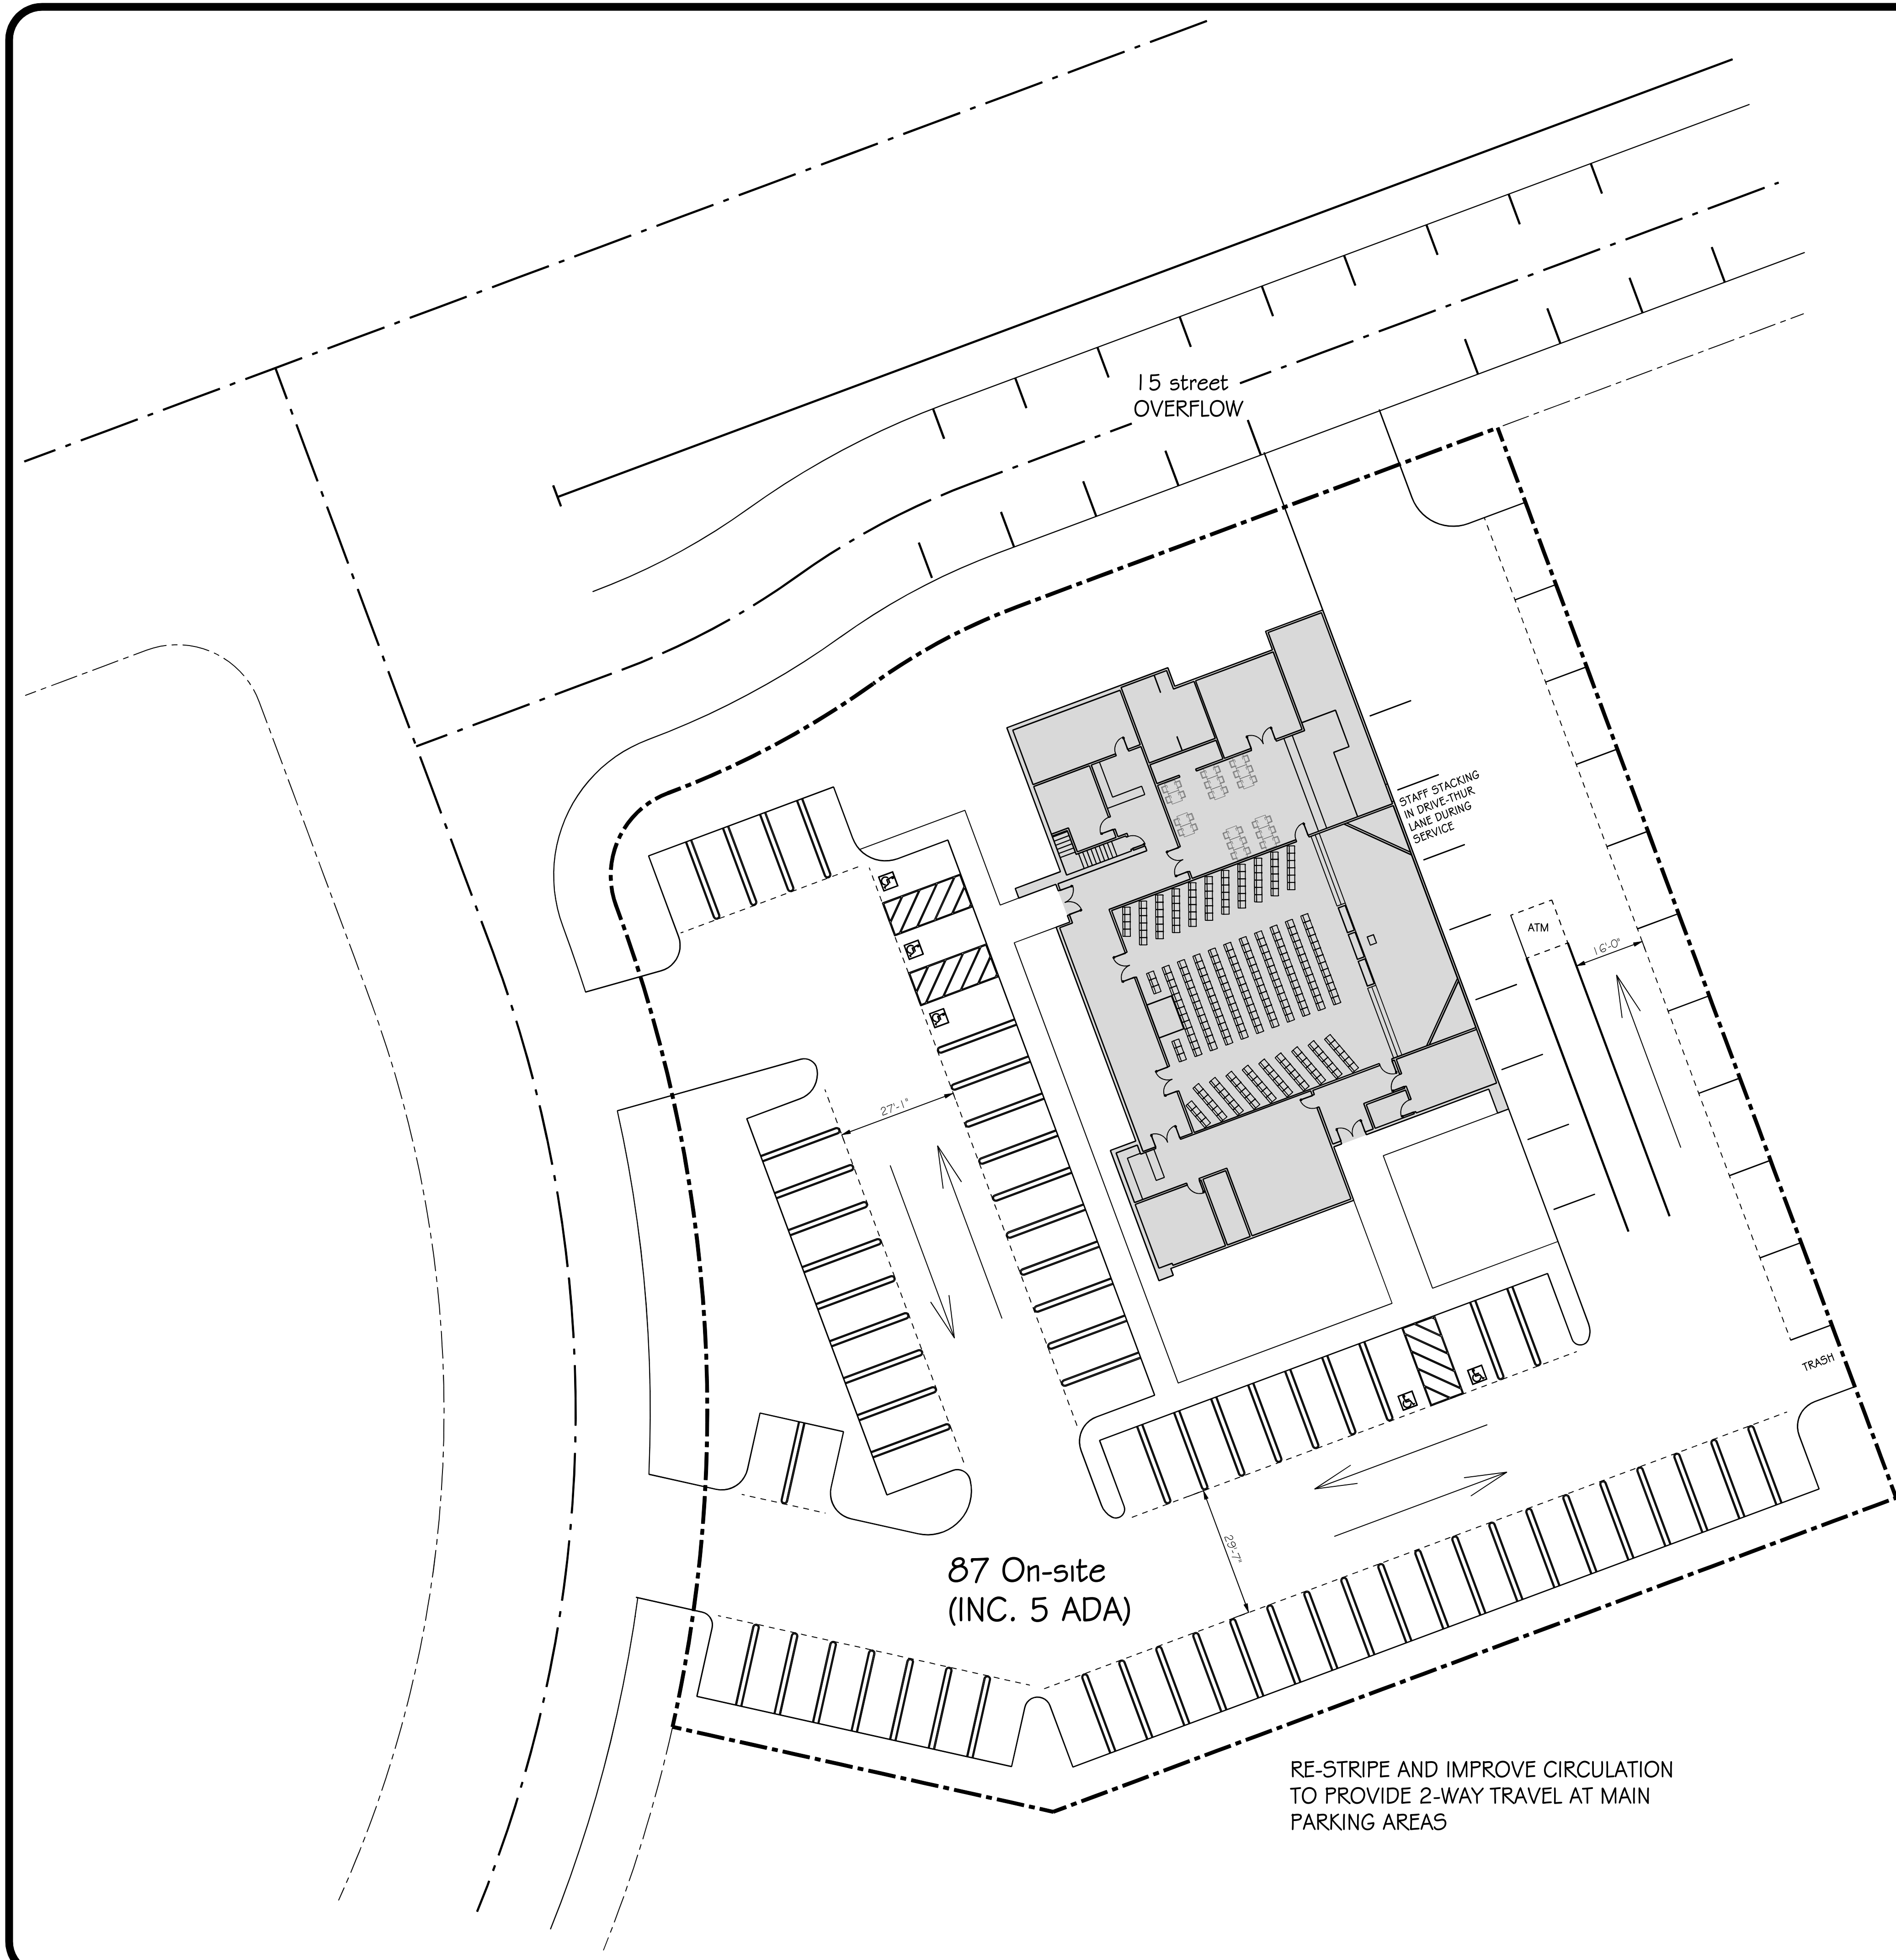 15 street
OVERFLOW
STAFF STACKING
IN DRIVE-THUR
LANE DURING
SERVICE
ATM
16'-0"
27'-1"
TRASH
29'-7"
87 On-site
(INC. 5 ADA)
RE-STRIPE AND IMPROVE CIRCULATION
TO PROVIDE 2-WAY TRAVEL AT MAIN
PARKING AREAS